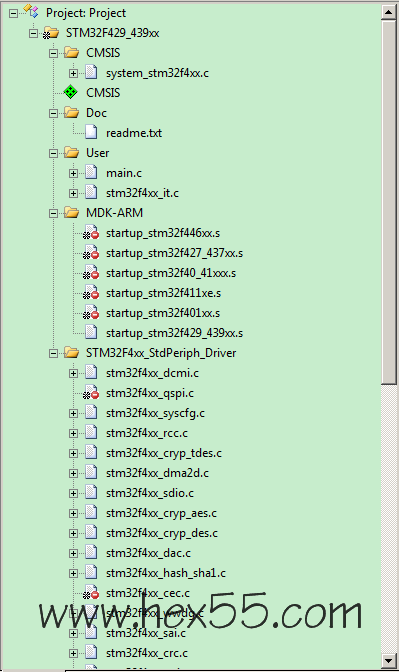 Project: Project
STM32F429_439xx
CMSIS
system_stm32f4xx.c
CMSIS
Doc
readme.txt
User
main.c
stm32f4xx_it.c
MDK-ARM
startup_stm32f446xx.s
startup_stm32f427_437xx.s
startup_stm32f40_41xxx.s
startup_stm32f411xe.s
startup_stm32f401xx.s
startup_stm32f429_439xx.s
STM32F4xx_StdPeriph_Driver
stm32f4xx_dcmi.c
stm32f4xx_qspi.c
stm32f4xx_syscfg.c
stm32f4xx_rcc.c
stm32f4xx_cryp_tdes.c
stm32f4xx_dma2d.c
stm32f4xx_sdio.c
stm32f4xx_cryp_aes.c
stm32f4xx_cryp_des.c
stm32f4xx_dac.c
stm32f4xx_hash_sha1.c
stm32f4xx_cec.c
www.hex55.com
stm32f4xx_wwdg.c
stm32f4xx_sai.c
stm32f4xx_crc.c